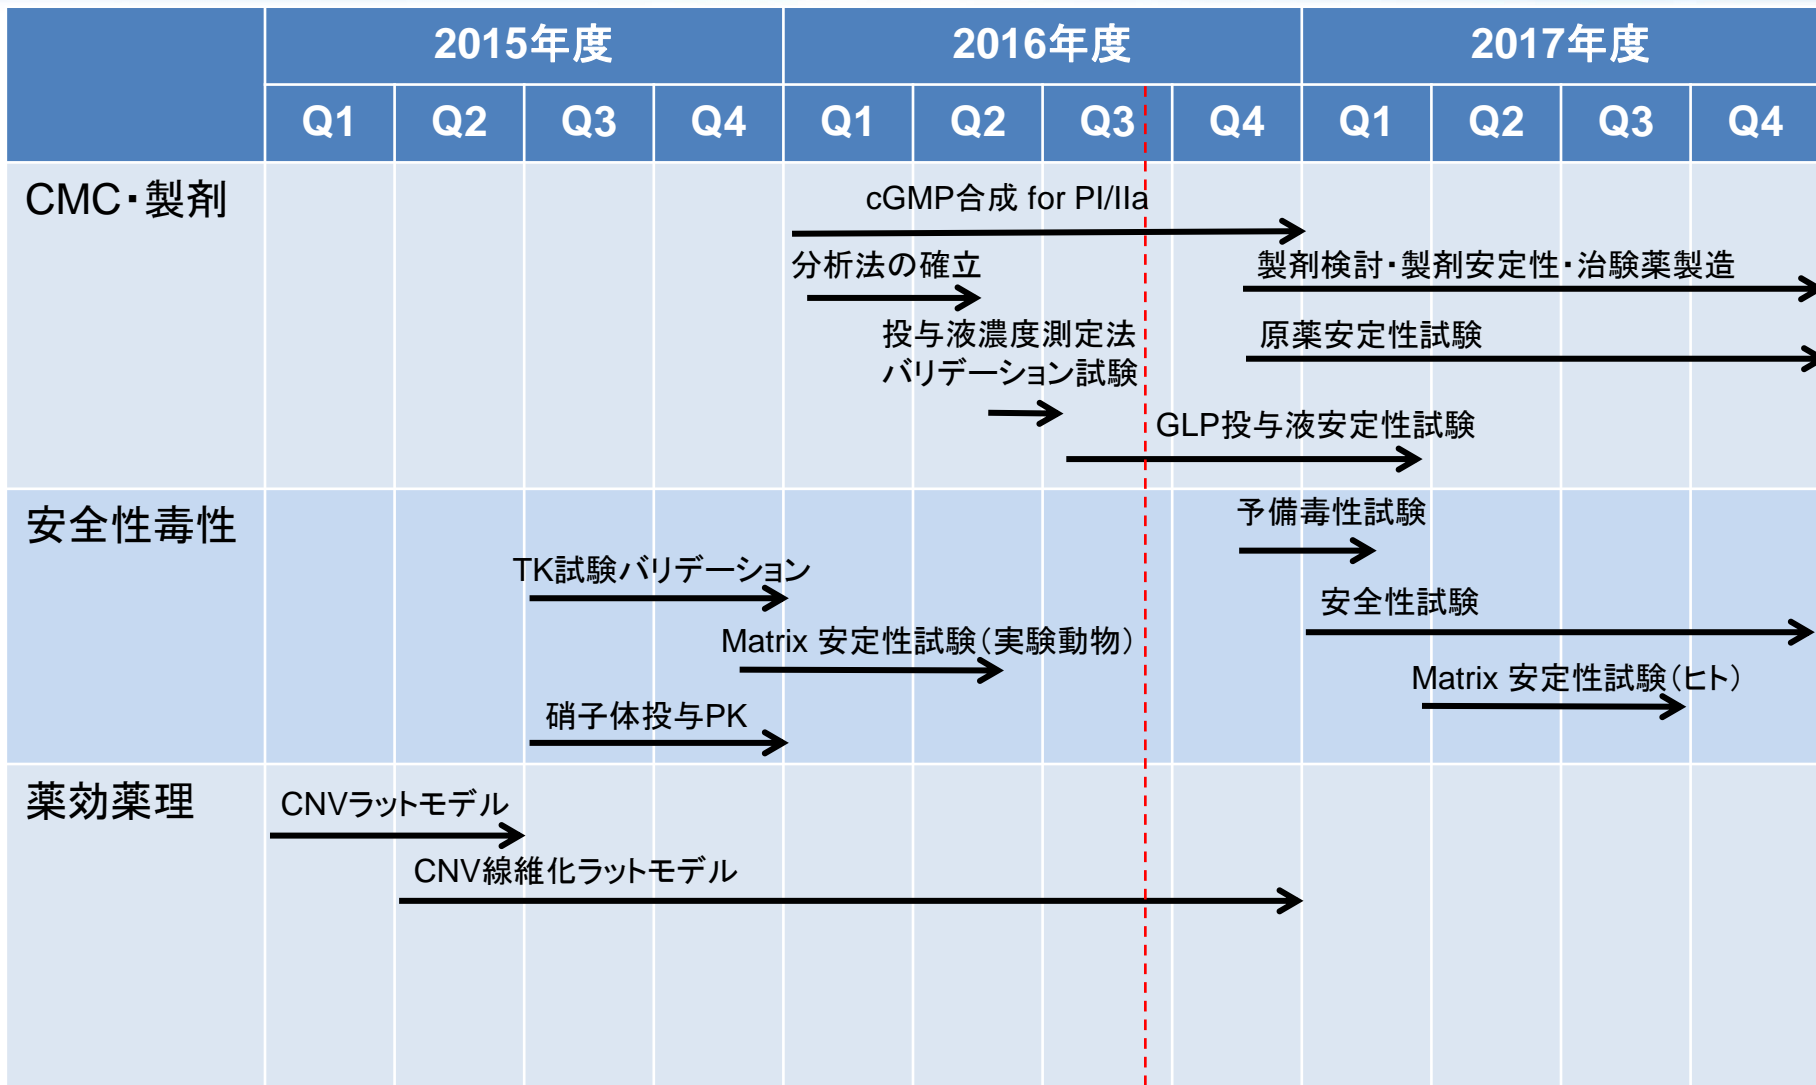 2015年度 2016年度 2017年度
Q1 Q2 Q3 Q4 Q1 Q2 Q3 Q4 Q1 Q2 Q3 Q4
CMC・製剤
cGMP合成 for PI/IIa
分析法の確立
製剤検討・製剤安定性・治験薬製造
投与液濃度測定法
バリデーション試験
原薬安定性試験
GLP投与液安定性試験
安全性毒性
予備毒性試験
TK試験バリデーション
安全性試験
Matrix 安定性試験（実験動物）
Matrix 安定性試験（ヒト）
硝子体投与PK
薬効薬理
CNVラットモデル
CNV線維化ラットモデル